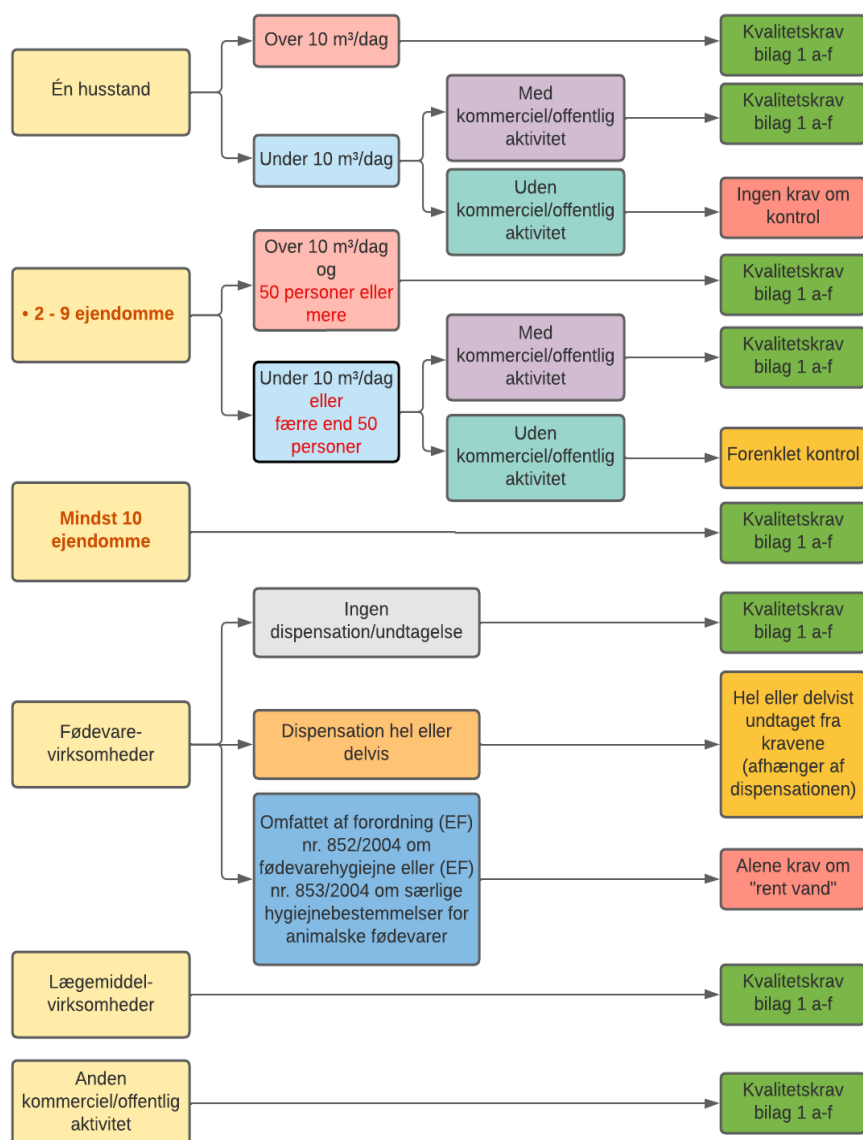 Én husstand
Over 10 m³/dag
Kvalitetskrav
bilag 1 a-f
Under 10 m³/dag
Med
kommerciel/offentlig
aktivitet
Kvalitetskrav
bilag 1 a-f
Uden
kommerciel/offentlig
aktivitet
Ingen krav om
kontrol
• 2 - 9 ejendomme
Over 10 m³/dag
og
50 personer eller
mere
Kvalitetskrav
bilag 1 a-f
Under 10 m³/dag
eller
færre end 50
personer
Med
kommerciel/offentlig
aktivitet
Kvalitetskrav
bilag 1 a-f
Uden
kommerciel/offentlig
aktivitet
Forenklet kontrol
Mindst 10
ejendomme
Kvalitetskrav
bilag 1 a-f
Fødevare-
virksomheder
Ingen
dispensation/undtagelse
Kvalitetskrav
bilag 1 a-f
Dispensation hel eller
delvis
Hel eller delvist
undtaget fra
kravene
(afhænger af
dispensationen)
Omfattet af forordning (EF)
nr. 852/2004 om
fødevarehygiejne eller (EF)
nr. 853/2004 om særlige
hygiejnebestemmelser for
animalske fødevarer
Alene krav om
"rent vand"
Lægemiddel-
virksomheder
Kvalitetskrav
bilag 1 a-f
Anden
kommerciel/offentlig
aktivitet
Kvalitetskrav
bilag 1 a-f